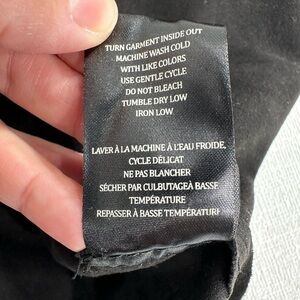 TURN GARMENT INSIDE OUT
MACHINE WASH COLD
WITH LIKE COLORS
USE GENTLE CYCLE
DO NOT BLEACH
TUMBLE DRY LOW
IRON LOW
LAVER À LA MACHINE À L'EAU FROIDE,
CYCLE DÉLICAT
NE PAS BLANCHER
SÉCHER PAR CULBUTAGEÀ BASSE
TEMPÉRATURE
REPASSER À BASSE TEMPÉRATURE